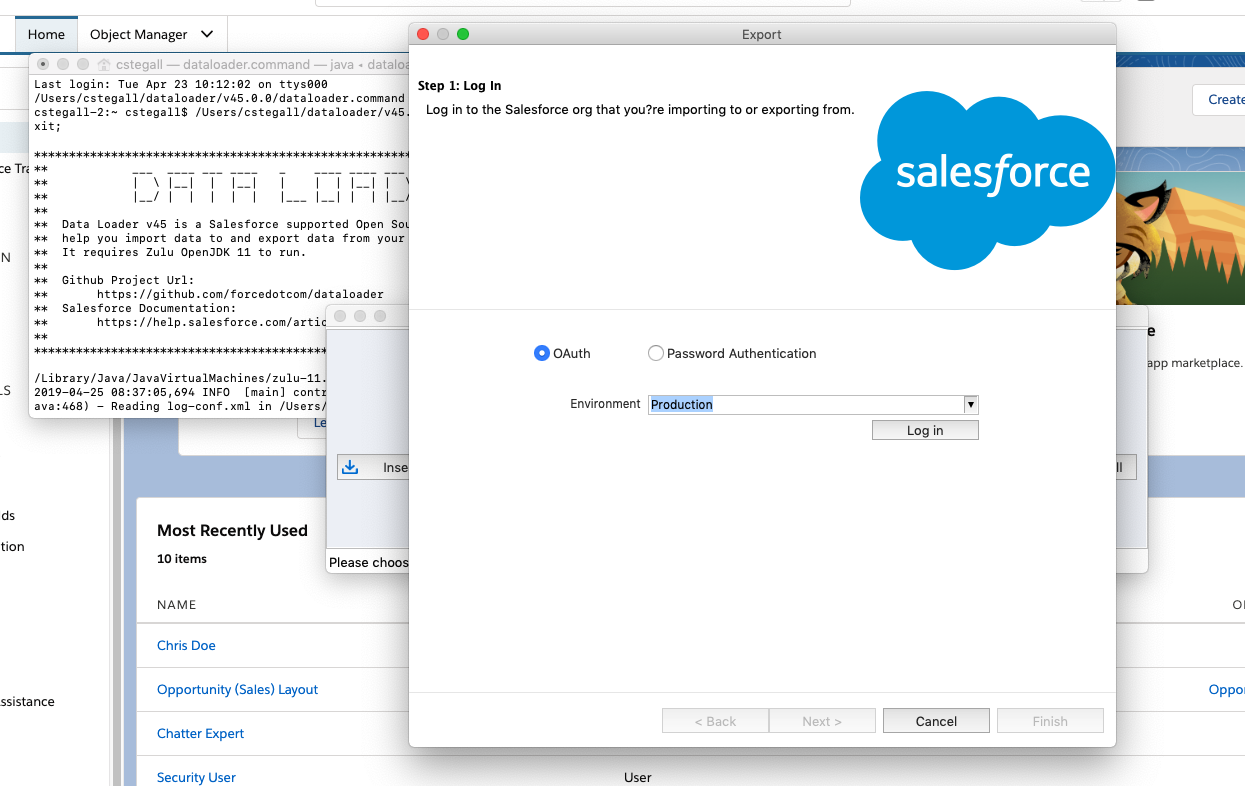 Home
Object Manager
Export
cstegall — dataloader.command — java • dataloa
Last login: Tue Apr 23 10:12:02 on ttys000
/Users/cstegall/dataloader/v45.0.0/dataloader.command
cstegall-2:~ cstegall$ /Users/cstegall/dataloader/v45.
xit;
*****************************************************
**
**
**
**
** Data Loader v45 is a Salesforce supported Open Sou
** help you import data to and export data from your
** It requires Zulu OpenJDK 11 to run.
**
** Github Project Url:
** https://github.com/forcedotcom/dataloader
** Salesforce Documentation:
** https://help.salesforce.com/artic
**
******************************************
/Library/Java/JavaVirtualMachines/zulu-11.
2019-04-25 08:37:05,694 INFO [main] contr
ava:468) - Reading log-conf.xml in /Users/
Step 1: Log In
Log in to the Salesforce org that you?re importing to or exporting from.
salesforce
OAuth
Password Authentication
Environment
Production
Log in
< Back
Next >
Cancel
Finish
Create
ce Tra
N
LS
e
app marketplace.
Le
Inse
ll
Please choos
lds
tion
ssistance
Most Recently Used
10 items
NAME
Chris Doe
Opportunity (Sales) Layout
Oppor
Chatter Expert
Security User
User